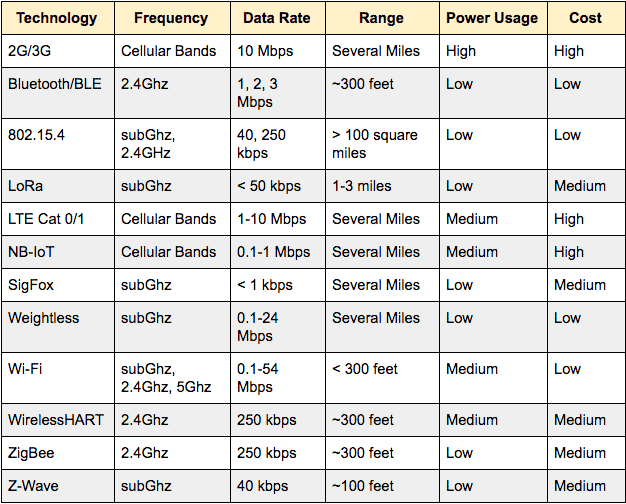 Technology Frequency Data Rate Range Power Usage Cost
2G/3G Cellular Bands 10 Mbps Several Miles High High
Bluetooth/BLE 2.4Ghz 1, 2, 3 Mbps ~300 feet Low Low
802.15.4 subGhz, 2.4GHz 40, 250 kbps > 100 square miles Low Low
LoRa subGhz < 50 kbps 1-3 miles Low Medium
LTE Cat 0/1 Cellular Bands 1-10 Mbps Several Miles Medium High
NB-IoT Cellular Bands 0.1-1 Mbps Several Miles Medium High
SigFox subGhz < 1 kbps Several Miles Low Medium
Weightless subGhz 0.1-24 Mbps Several Miles Low Low
Wi-Fi subGhz, 2.4Ghz, 5Ghz 0.1-54 Mbps < 300 feet Medium Low
WirelessHART 2.4Ghz 250 kbps ~300 feet Medium Medium
ZigBee 2.4Ghz 250 kbps ~300 feet Low Medium
Z-Wave subGhz 40 kbps ~100 feet Low Medium